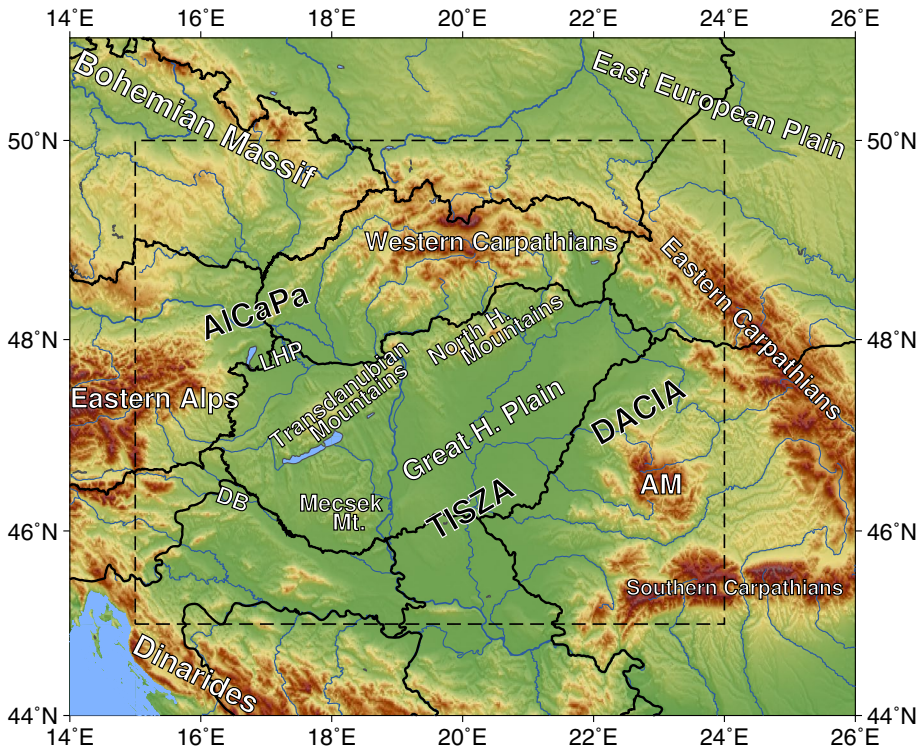 14°E 16°E 18°E 20°E 22°E 24°E 26°E
Bohemian Massif
East European Plain
50°N 50°N
Western Carpathians
Eastern Carpathians
AlCaPa
48°N 48°N
North H.
Mountains
LHP
Transdanubian
Mountains
Eastern Alps
Great H. Plain
DACIA
AM
DB
Mecsek
Mt.
TISZA
46°N 46°N
Southern Carpathians
Dinarides
44°N 44°N
14°E 16°E 18°E 20°E 22°E 24°E 26°E